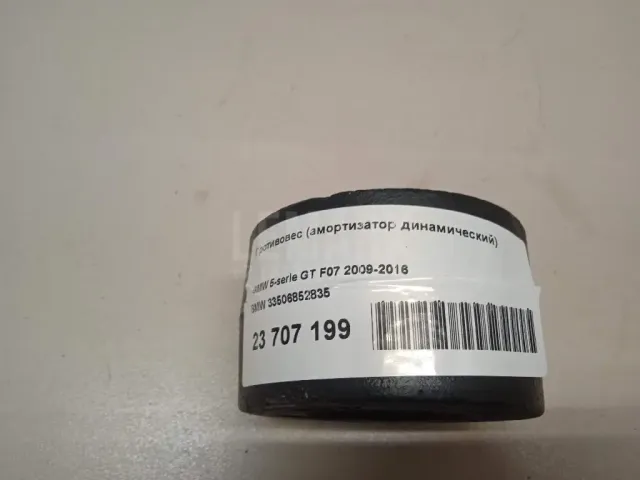 Противовес (амортизатор динамический)
BMW 5-serie GT F07 2009-2016
BMW 33506852835
23 707 199